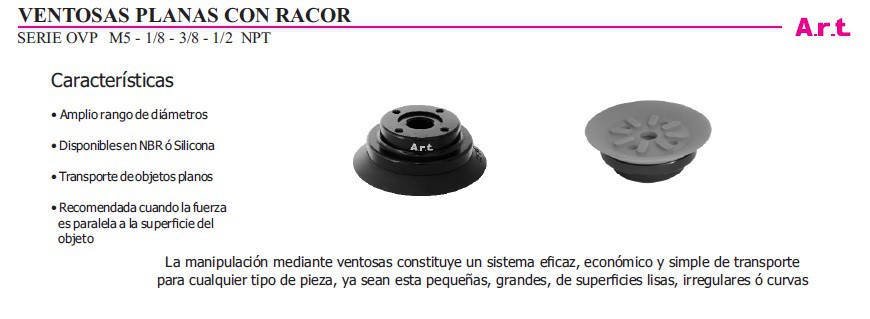 VENTOSAS PLANAS CON RACOR
SERIE OVP M5 - 1/8 - 3/8 - 1/2 NPT
A.r.t.
Características
• Amplio rango de diámetros
• Disponibles en NBR ó Silicona
• Transporte de objetos planos
• Recomendada cuando la fuerza
es paralela a la superficie del
objeto
A.r.t.
La manipulación mediante ventosas constituye un sistema eficaz, económico y simple de transporte
para cualquier tipo de pieza, ya sean esta pequeñas, grandes, de superficies lisas, irregulares ó curvas